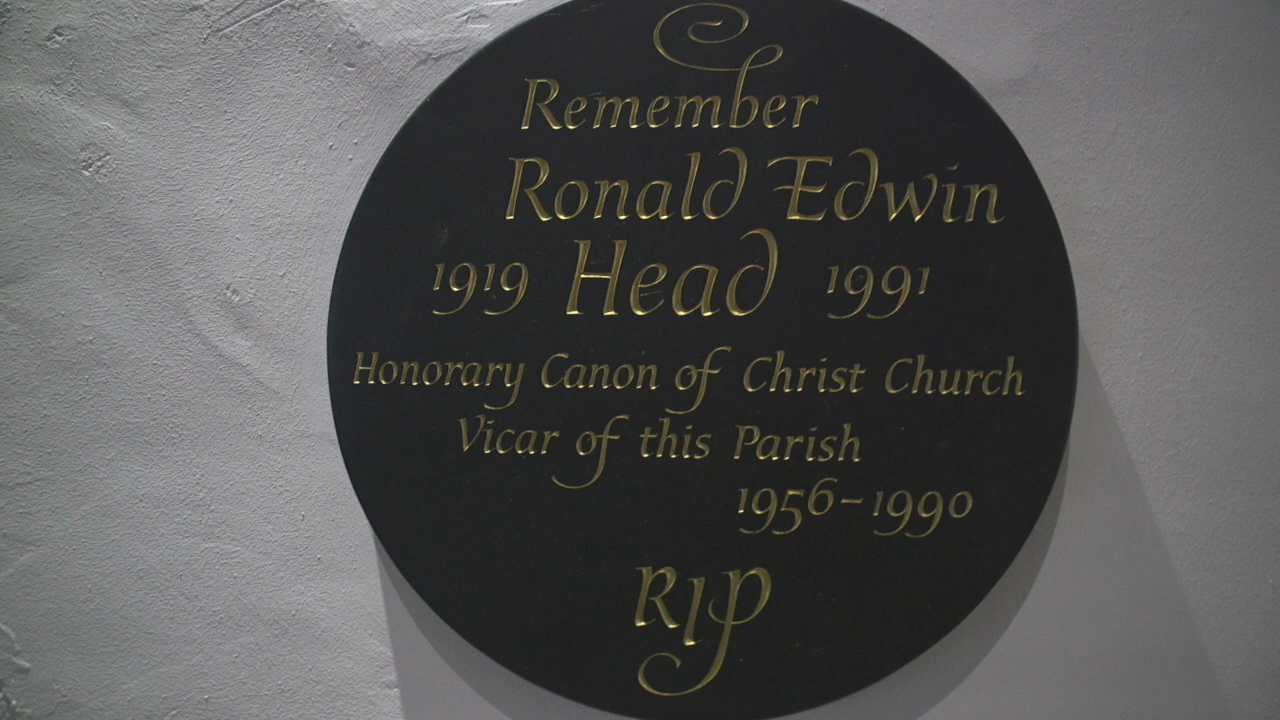 Remember
Ronald Edwin
1919 Head 1991
Honorary Canon of Christ Church
Vicar of this Parish
1956-1990
RIP